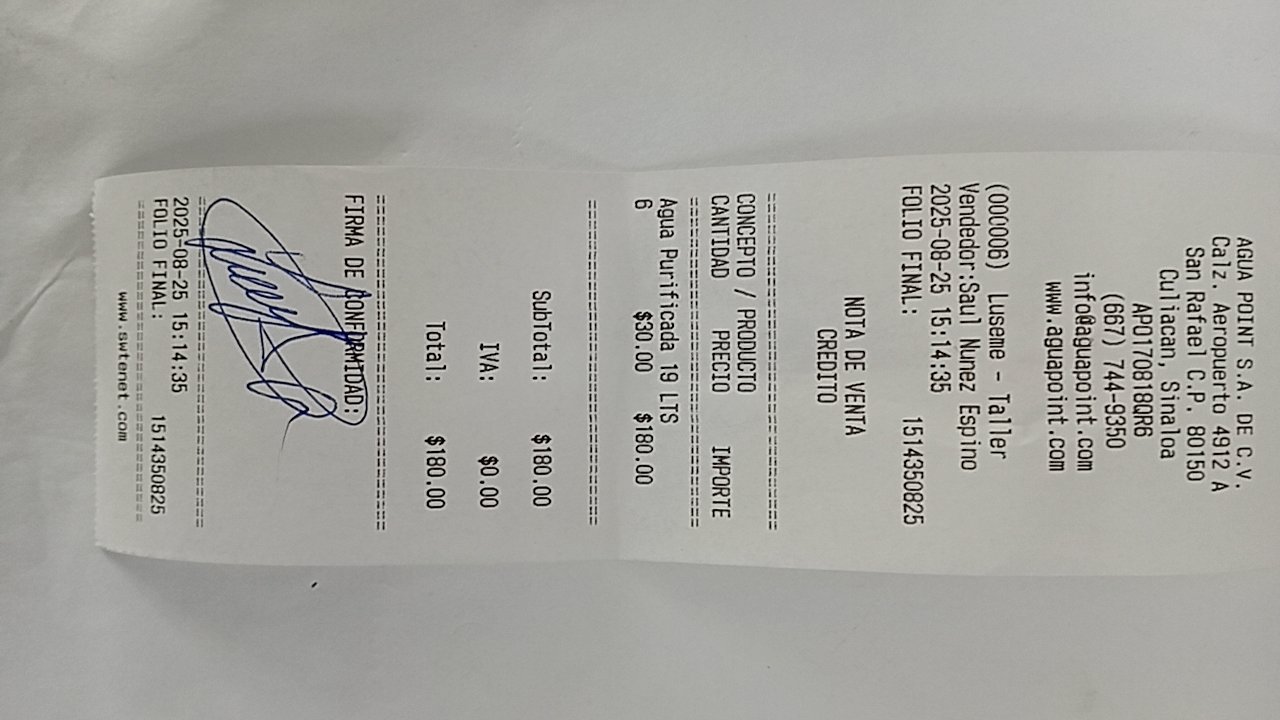 AGUA POINT S.A. DE C.V.
Calz. Aeropuerto 4912 A
San Rafael C.P. 80150
Culiacan, Sinaloa
APO170818QR6
(667) 744-9350
info@aguapoint.com
www.aguapoint.com
(000006) Luseme - Taller
Vendedor:Saul Nunez Espino
2025-08-25 15:14:35
FOLIO FINAL: 1514350825
NOTA DE VENTA
CREDITO
CONCEPTO / PRODUCTO
CANTIDAD PRECIO IMPORTE
Agua Purificada 19 LTS
6 $30.00 $180.00
SubTotal: $180.00
IVA: $0.00
Total: $180.00
FIRMA DE CONFORMIDAD:
2025-08-25 15:14:35
FOLIO FINAL: 1514350825
www.swtenet.com